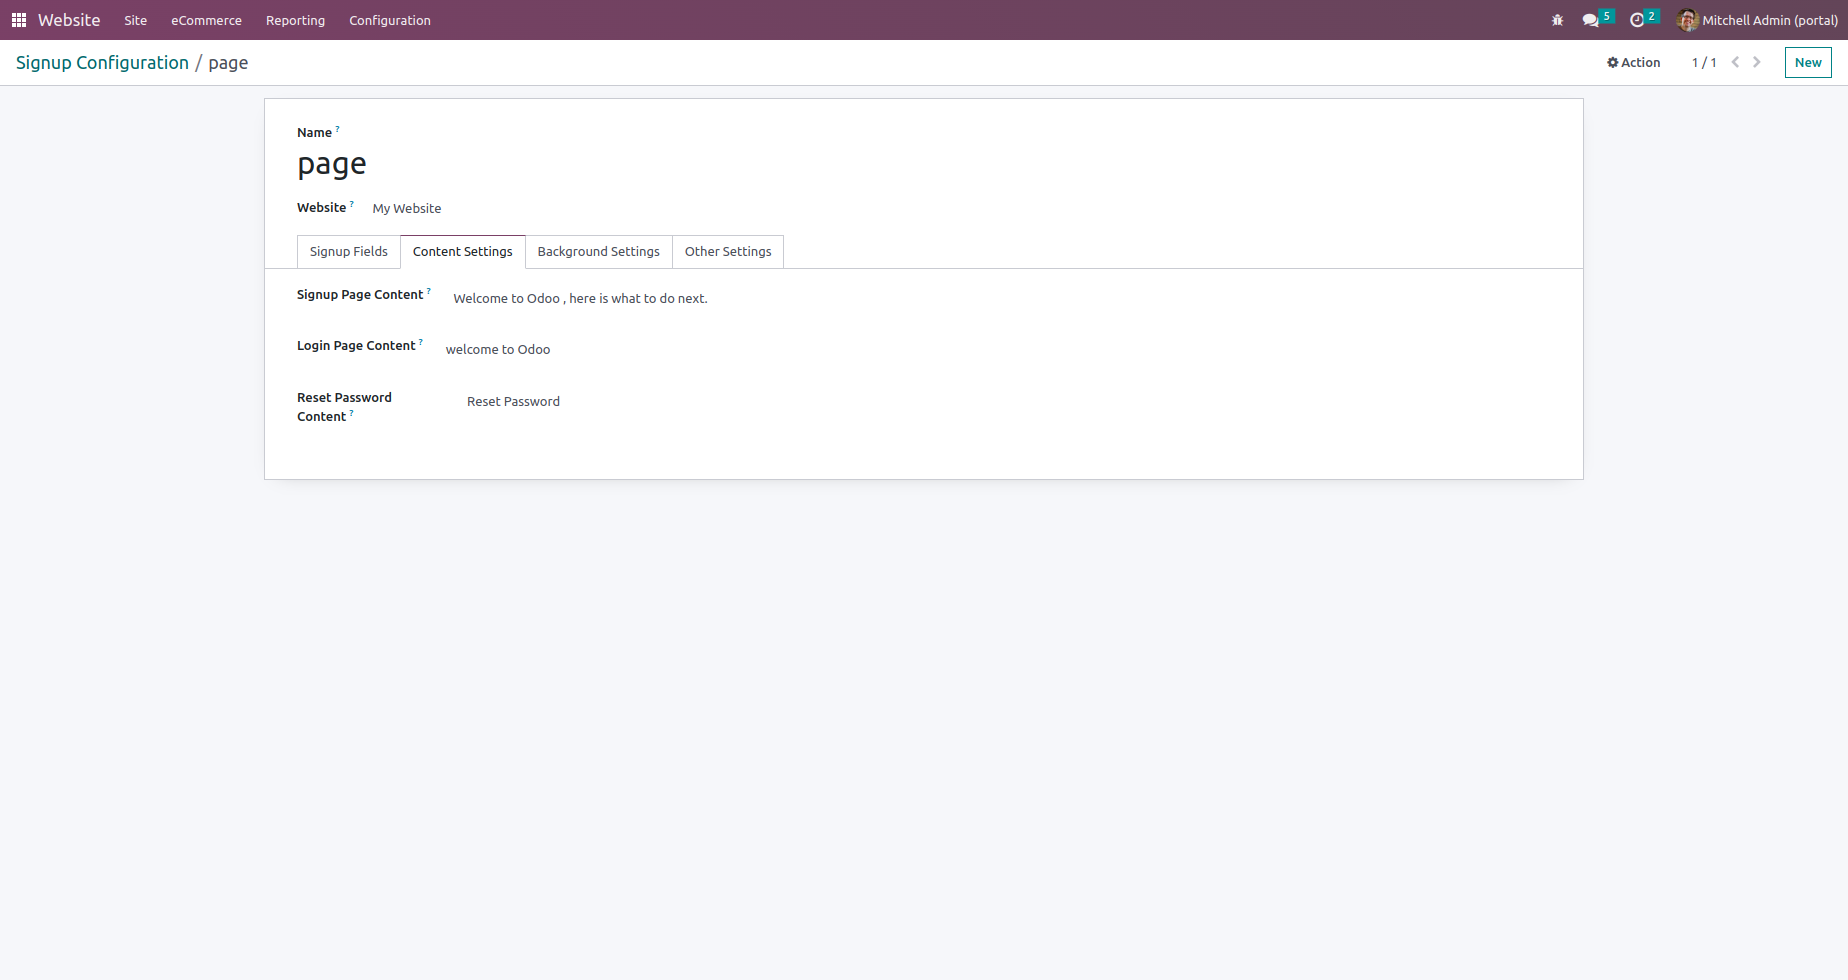 Website Site eCommerce Reporting Configuration 5 2 Mitchell Admin (portal)
Signup Configuration / page Action 1 / 1 New
Name ?
page
Website ? My Website
Signup Fields Content Settings Background Settings Other Settings
Signup Page Content ? Welcome to Odoo , here is what to do next.
Login Page Content ? welcome to Odoo
Reset Password Reset Password
Content ?